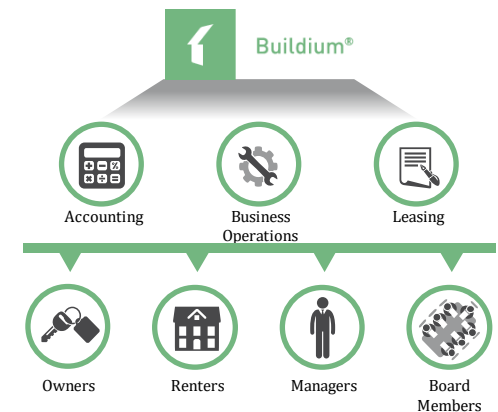 Buildium®
Accounting
Business
Operations
Leasing
Owners
Renters
Managers
Board
Members